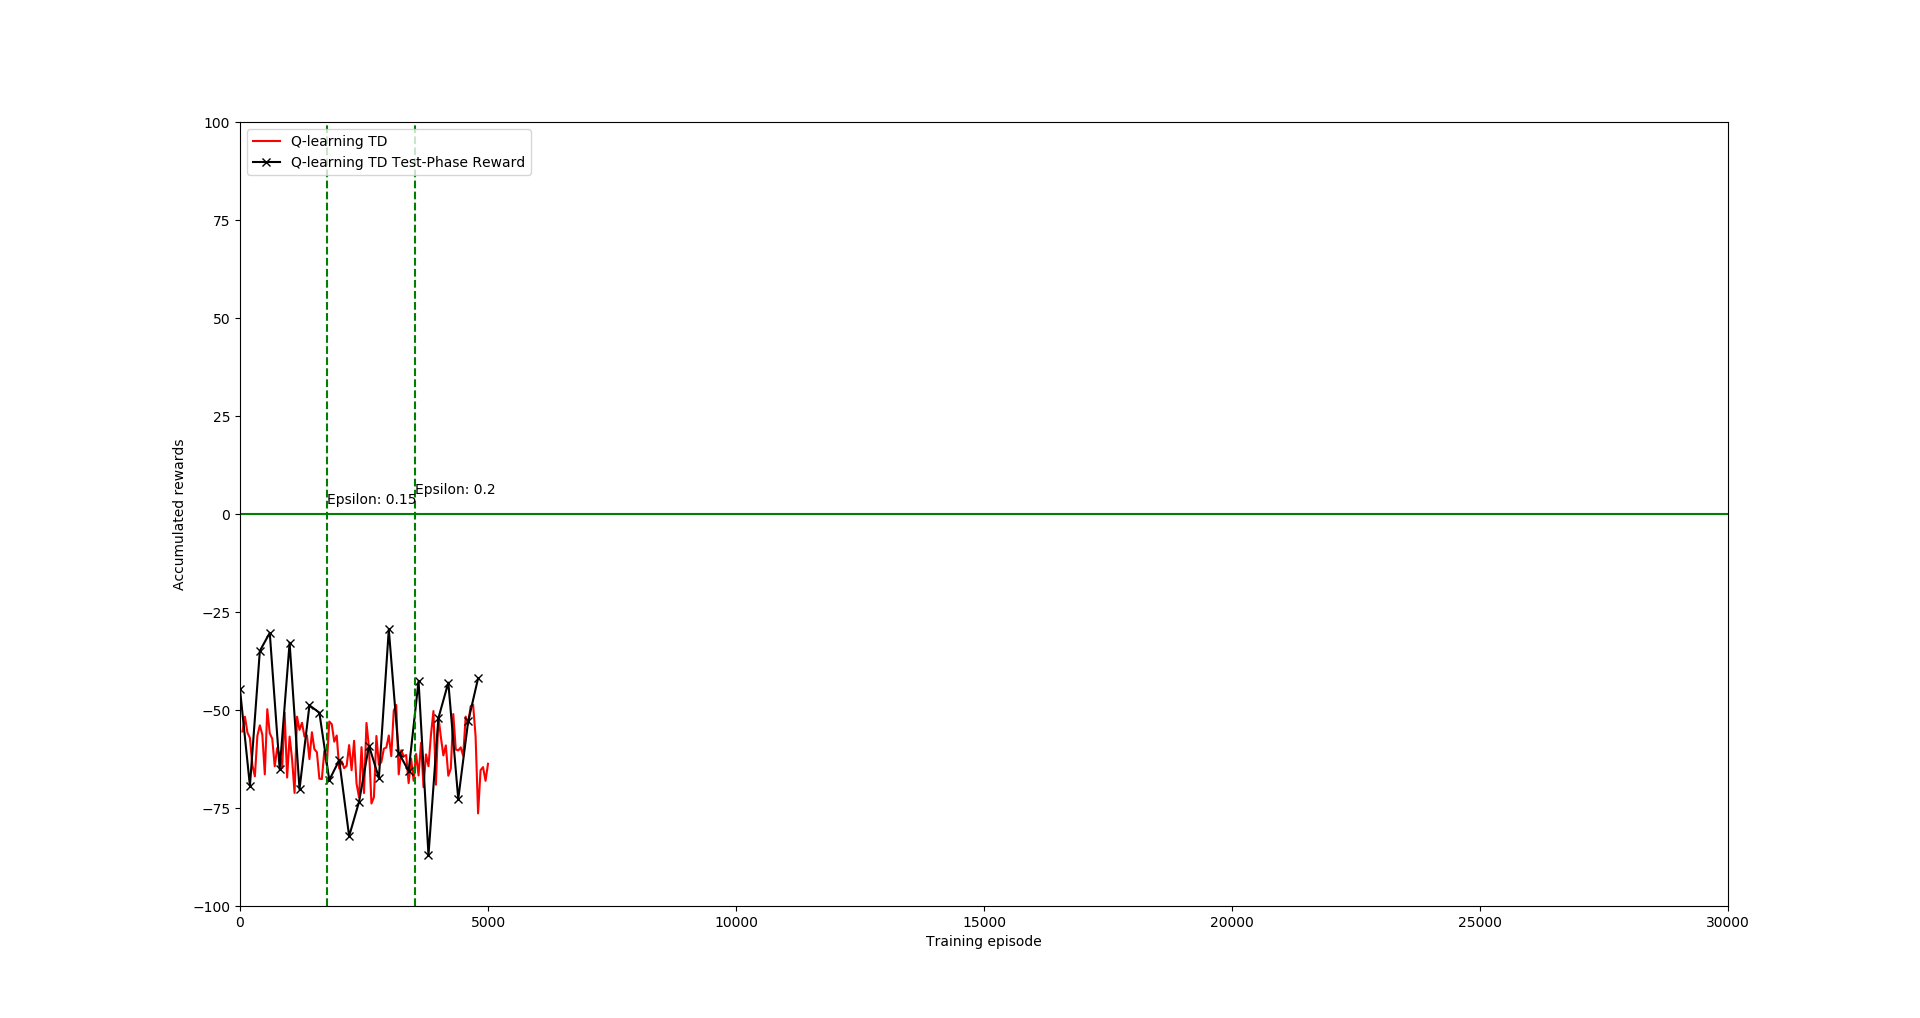 Q-learning TD
Q-learning TD Test-Phase Reward
100
75
50
25
0
−25
−50
−75
−100
Accumulated rewards
Epsilon: 0.15
Epsilon: 0.2
0
5000
10000
15000
20000
25000
30000
Training episode